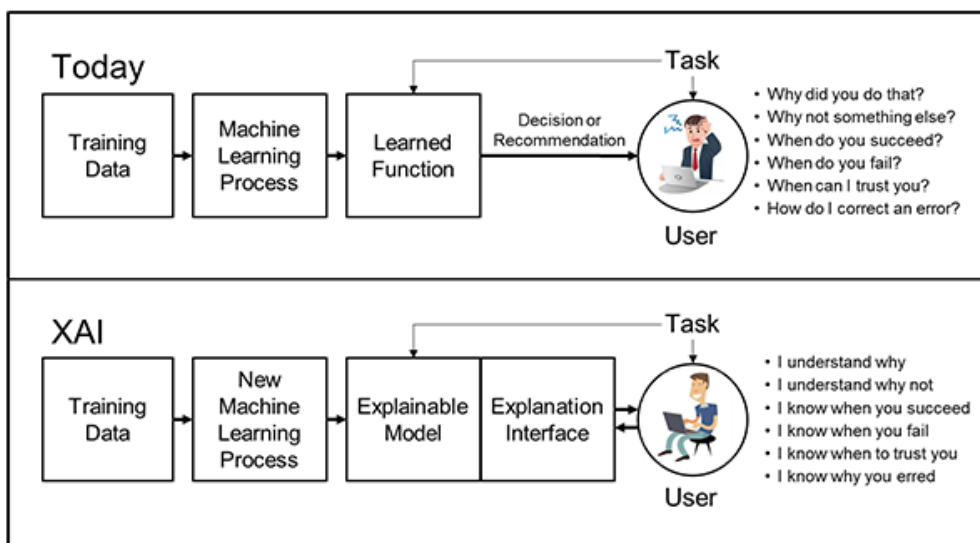 Today
Task
Training
Data
Machine
Learning
Process
Learned
Function
Decision or
Recommendation
User
• Why did you do that?
• Why not something else?
• When do you succeed?
• When do you fail?
• When can I trust you?
• How do I correct an error?
XAI
Task
Training
Data
New
Machine
Learning
Process
Explainable
Model
Explanation
Interface
User
• I understand why
• I understand why not
• I know when you succeed
• I know when you fail
• I know when to trust you
• I know why you erred